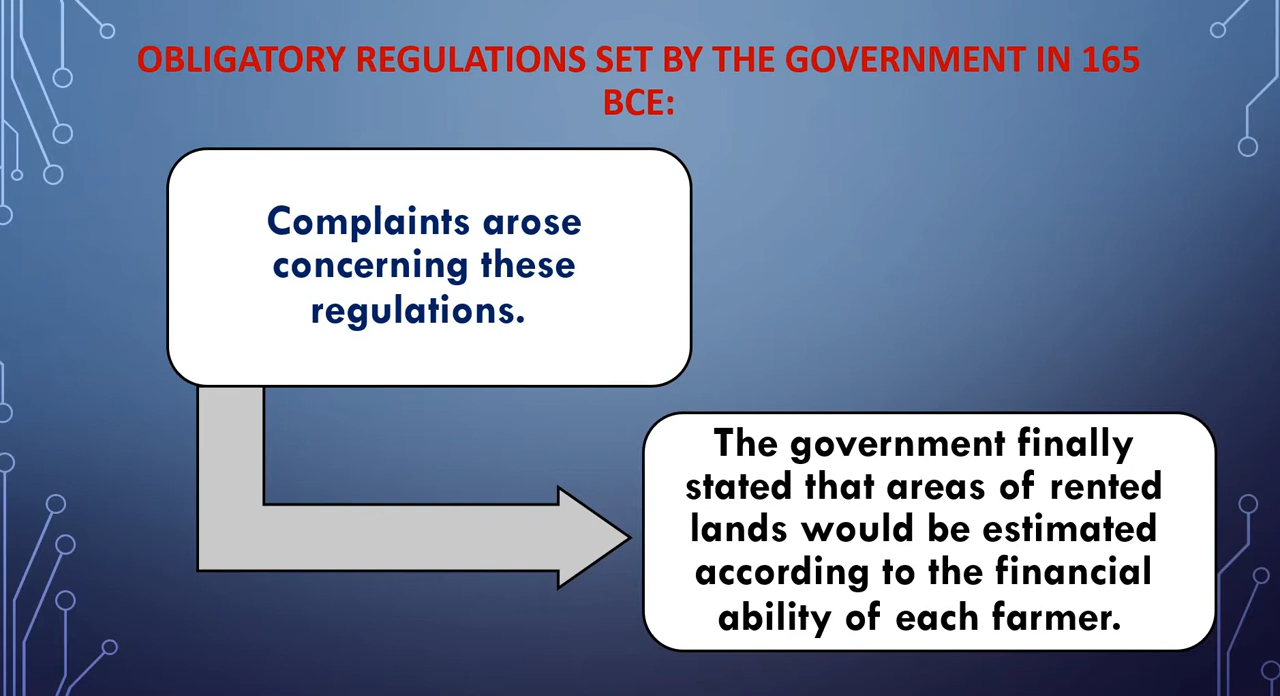 OBLIGATORY REGULATIONS SET BY THE GOVERNMENT IN 165
BCE:
Complaints arose
concerning these
regulations.
The government finally
stated that areas of rented
lands would be estimated
according to the financial
ability of each farmer.